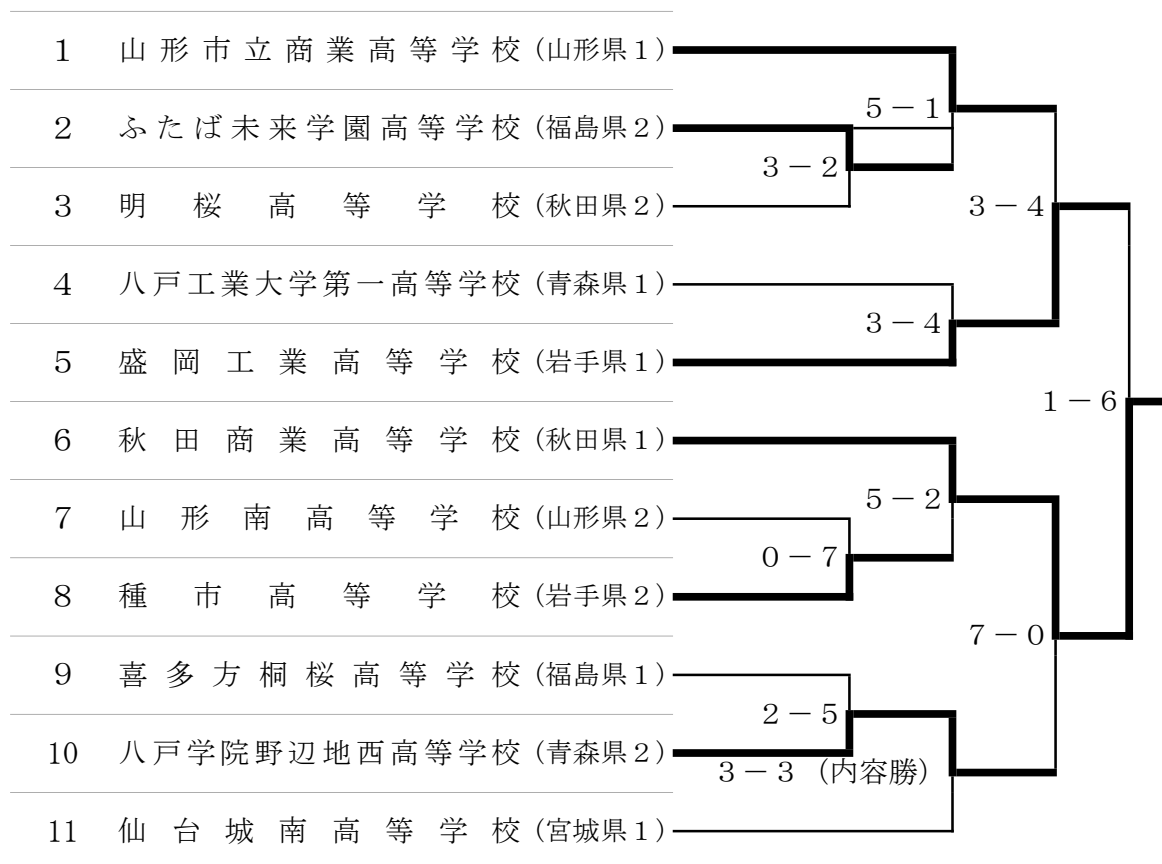 1 山形市立商業高等学校 (山形県１)
2 ふたば未来学園高等学校 (福島県２)
3 明桜高等学校 (秋田県２)
4 八戸工業大学第一高等学校 (青森県１)
5 盛岡工業高等学校 (岩手県１)
6 秋田商業高等学校 (秋田県１)
7 山形南高等学校 (山形県２)
8 種市高等学校 (岩手県２)
9 喜多方桐桜高等学校 (福島県１)
10 八戸学院野辺地西高等学校 (青森県２)
11 仙台城南高等学校 (宮城県１)
５－１
３－２
３－４
３－４
１－６
５－２
０－７
７－０
２－５
３－３（内容勝）